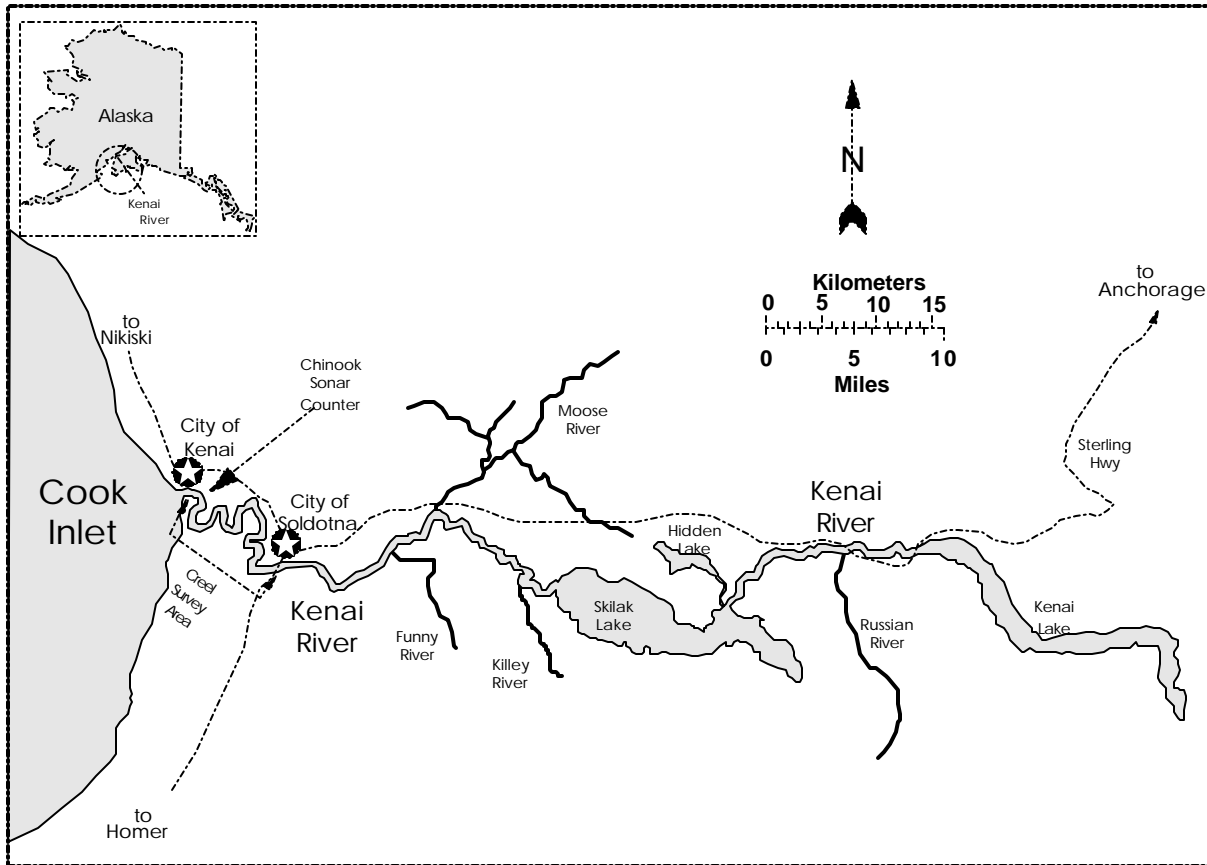 Alaska
Kenai
River
N
Kilometers
0 5 10 15
0 5 10
Miles
to
Anchorage
to
Nikiski
Chinook
Sonar
Counter
Moose
River
City of
Kenai
Sterling
Hwy
Cook
Inlet
City of
Soldotna
Kenai
River
Hidden
Lake
Creel
Survey
Area
Kenai
River
Funny
River
Killey
River
Skilak
Lake
Russian
River
Kenai
Lake
to
Homer